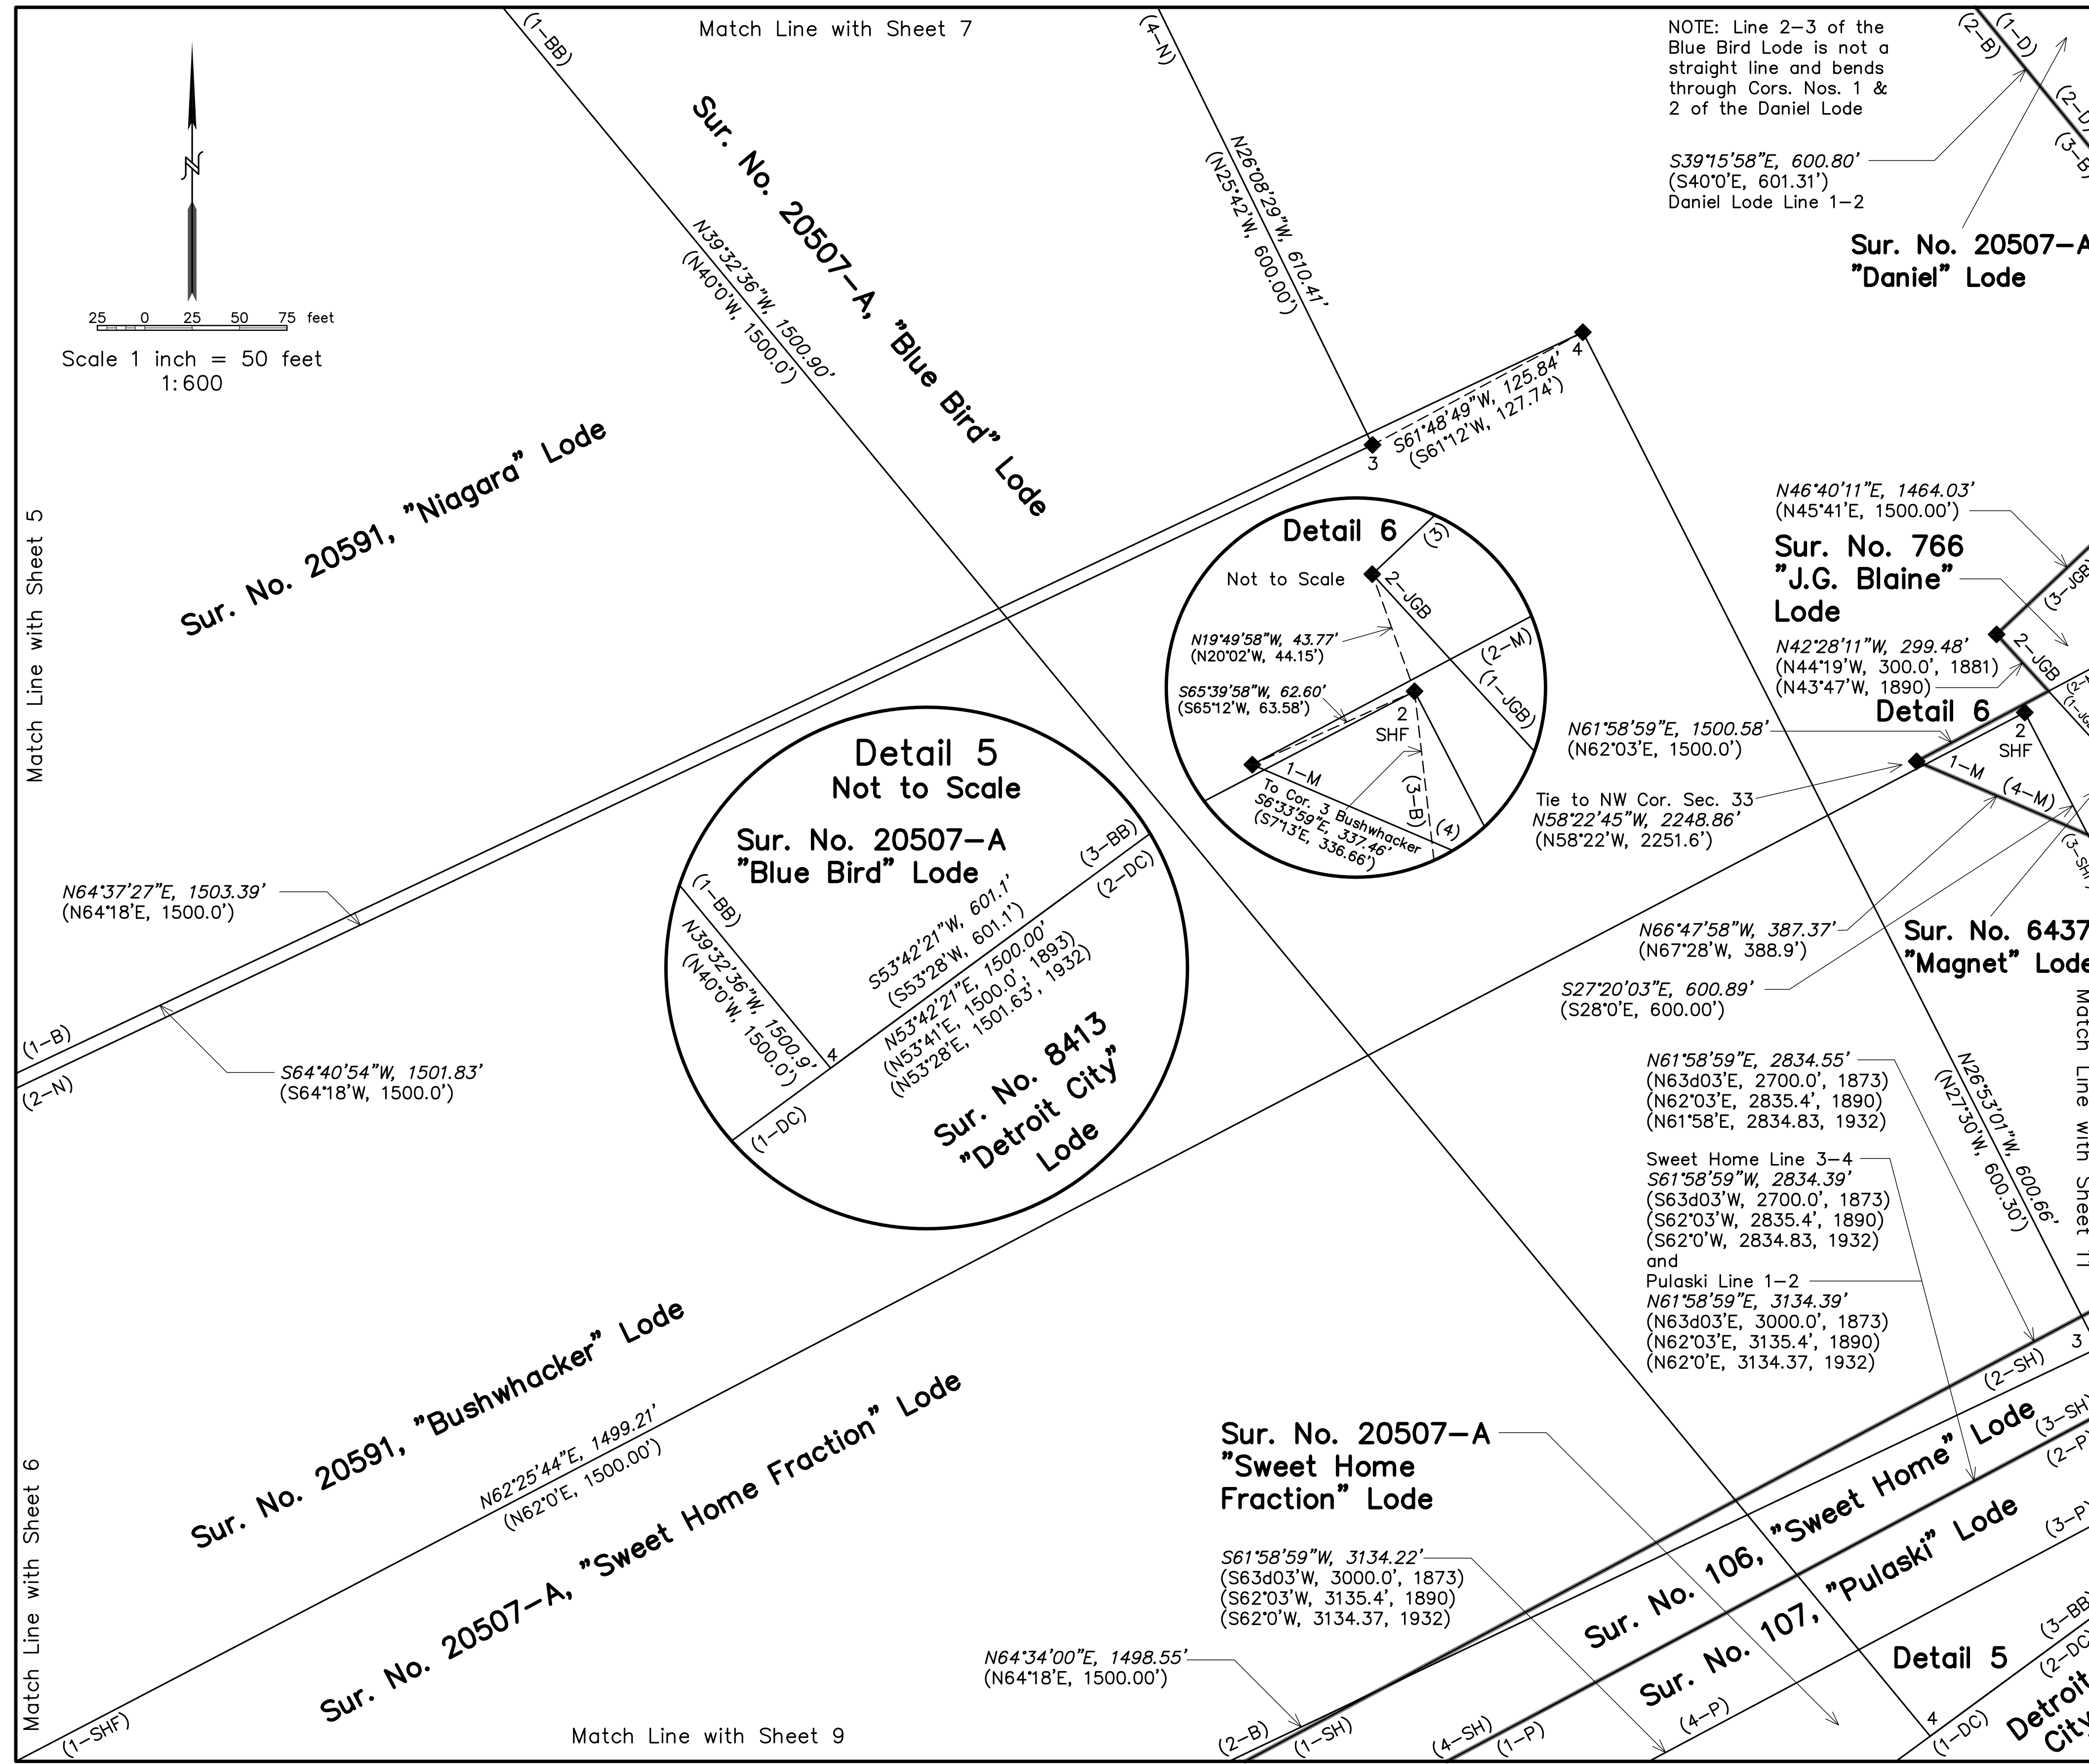 (1-BB)
Match Line with Sheet 7
(4-N)
NOTE: Line 2-3 of the
Blue Bird Lode is not a
straight line and bends
through Cors. Nos. 1 &
2 of the Daniel Lode
(2-B)
(1-D)
(2-D)
(3-B)
S39°15'58"E, 600.80'
(S40°0'E, 601.31')
Daniel Lode Line 1-2
Sur. No. 20507-A
"Daniel" Lode
N
25 0 25 50 75 feet
Scale 1 inch = 50 feet
1:600
Sur. No. 20507-A, "Blue Bird" Lode
N39°32'36"W, 1500.90'
(N40°0'W, 1500.0')
N26°08'29"W, 610.41'
(N25°42'W, 600.00')
4
S61°48'49"W, 125.84'
(S61°12'W, 127.74')
3
Sur. No. 20591, "Niagara" Lode
Match Line with Sheet 5
Detail 6
Not to Scale
(3)
2-JGB
N19°49'58"W, 43.77'
(N20°02'W, 44.15')
(2-M)
(1-JGB)
S65°39'58"W, 62.60'
(S65°12'W, 63.58')
2
SHF
1-M
To Cor. 3 Bushwhacker
S6°33'59"E, 337.46'
(S7°13'E, 336.66')
(3-B)
(4)
N46°40'11"E, 1464.03'
(N45°41'E, 1500.00')
Sur. No. 766
"J.G. Blaine"
Lode
(3-JGB)
N42°28'11"W, 299.48'
(N44°19'W, 300.0', 1881)
(N43°47'W, 1890)
2-JGB
Detail 6
2
SHF
N61°58'59"E, 1500.58'
(N62°03'E, 1500.0')
1-M
(4-M)
Tie to NW Cor. Sec. 33
N58°22'45"W, 2248.86'
(N58°22'W, 2251.6')
N66°47'58"W, 387.37'
(N67°28'W, 388.9')
Sur. No. 6437
"Magnet" Lode
S27°20'03"E, 600.89'
(S28°0'E, 600.00')
Match Line with Sheet 11
Detail 5
Not to Scale
Sur. No. 20507-A
"Blue Bird" Lode
(3-BB)
(2-DC)
(1-BB)
N39°32'36"W, 1500.9'
(N40°0'W, 1500.0')
S53°42'21"W, 601.1'
(S53°28'W, 601.1')
N53°42'21"E, 1500.00'
(N53°41'E, 1500.0', 1893)
(N53°28'E, 1501.63', 1932)
4
(1-DC)
Sur. No. 8413
"Detroit City"
Lode
N64°37'27"E, 1503.39'
(N64°18'E, 1500.0')
(1-B)
(2-N)
S64°40'54"W, 1501.83'
(S64°18'W, 1500.0')
N61°58'59"E, 2834.55'
(N63d03'E, 2700.0', 1873)
(N62°03'E, 2835.4', 1890)
(N61°58'E, 2834.83, 1932)
N26°53'01"W, 600.66'
(N27°30'W, 600.30')
Sweet Home Line 3-4
S61°58'59"W, 2834.39'
(S63d03'W, 2700.0', 1873)
(S62°03'W, 2835.4', 1890)
(S62°0'W, 2834.83, 1932)
and
Pulaski Line 1-2
N61°58'59"E, 3134.39'
(N63d03'E, 3000.0', 1873)
(N62°03'E, 3135.4', 1890)
(N62°0'E, 3134.37, 1932)
3
(2-SH)
Sur. No. 20591, "Bushwhacker" Lode
N62°25'44"E, 1499.21'
(N62°0'E, 1500.00')
Sur. No. 20507-A, "Sweet Home Fraction" Lode
Match Line with Sheet 6
(1-SHF)
Match Line with Sheet 9
Sur. No. 20507-A
"Sweet Home
Fraction" Lode
S61°58'59"W, 3134.22'
(S63d03'W, 3000.0', 1873)
(S62°03'W, 3135.4', 1890)
(S62°0'W, 3134.37, 1932)
N64°34'00"E, 1498.55'
(N64°18'E, 1500.00')
Sur. No. 106, "Sweet Home" Lode
(3-SH)
(2-P)
Sur. No. 107, "Pulaski" Lode
(3-P)
(2-B)
(1-SH)
(4-SH)
(1-P)
(4-P)
Detail 5
(3-BB)
(2-DC)
4
(1-DC)
Detroit
City